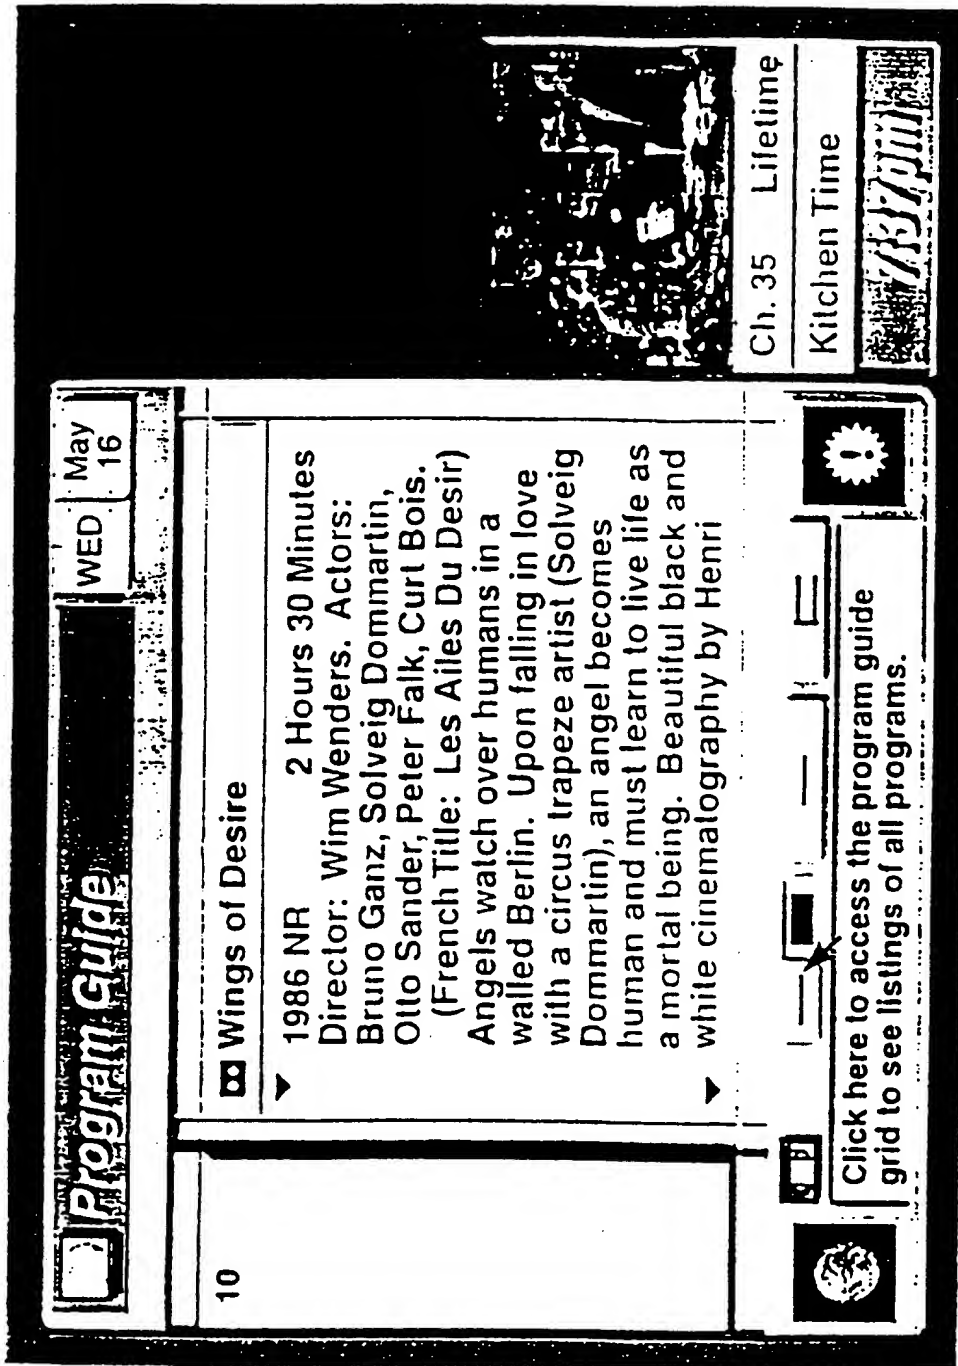 Program Guide
WED May
16
10
Wings of Desire
1986 NR 2 Hours 30 Minutes
Director: Wim Wenders. Actors:
Bruno Ganz, Solveig Dommartin,
Otto Sander, Peter Falk, Curt Bois.
(French Title: Les Ailes Du Desir)
Angels watch over humans in a
walled Berlin. Upon falling in love
with a circus trapeze artist (Solveig
Dommartin), an angel becomes
human and must learn to live life as
a mortal being. Beautiful black and
white cinematography by Henri
Click here to access the program guide
grid to see listings of all programs.
!
Ch. 35 Lifetime
Kitchen Time
7:37pm